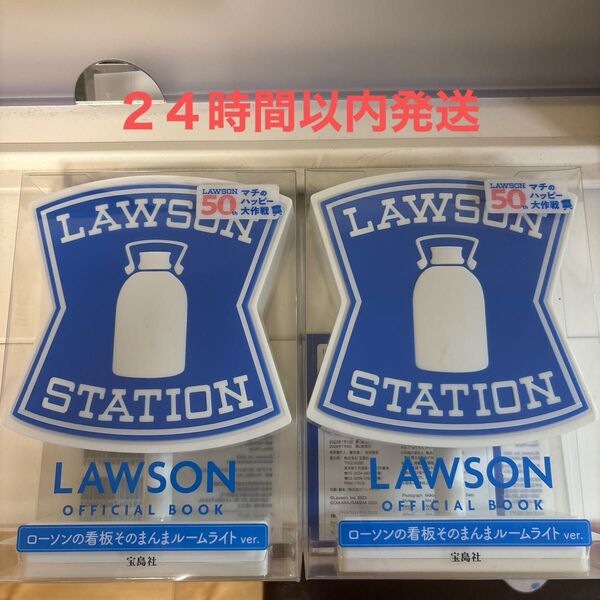 ２４時間以内発送
LAWSON
50th
マチの
ハッピー
大作戦
LAWSON
STATION
LAWSON
OFFICIAL BOOK
ローソンの看板そのまんまルームライト ver.
宝島社
LAWSON
50th
マチの
ハッピー
大作戦
LAWSON
STATION
LAWSON
OFFICIAL BOOK
ローソンの看板そのまんまルームライト ver.
宝島社